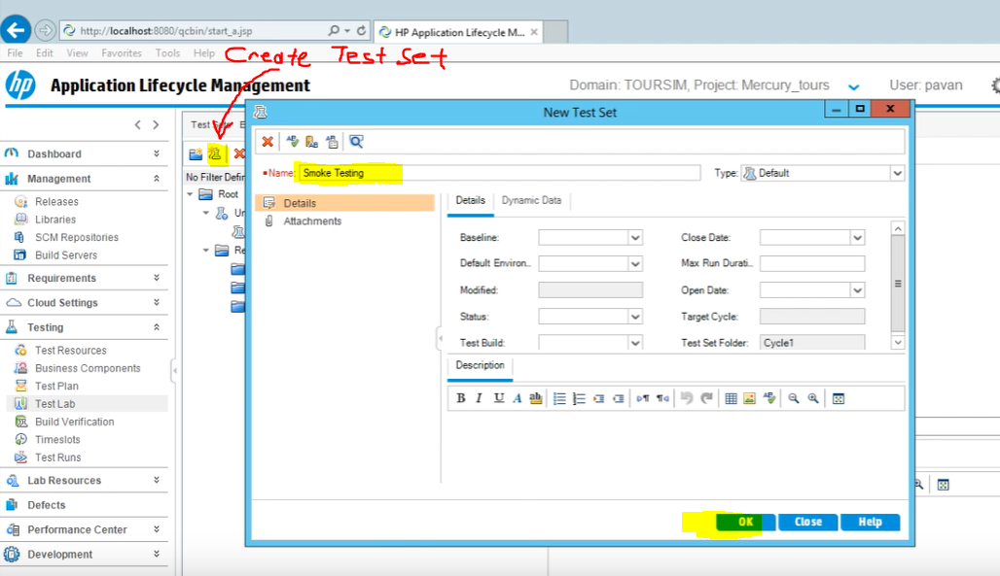 http://localhost:8080/qcbin/start_a.jsp
HP Application Lifecycle M...
File Edit View Favorites Tools Help
Create Test Set
hp Application Lifecycle Management
Domain: TOURSIM, Project: Mercury_tours
User: pavan
Dashboard
Management
Releases
Libraries
SCM Repositories
Build Servers
Requirements
Cloud Settings
Testing
Test Resources
Business Components
Test Plan
Test Lab
Build Verification
Timeslots
Test Runs
Lab Resources
Defects
Performance Center
Development
No Filter Defin
Root
Un
Re
New Test Set
Name: Smoke Testing
Type: Default
Details
Attachments
Details Dynamic Data
Baseline: Close Date:
Default Environ.. Max Run Durati..
Modified: Open Date:
Status: Target Cycle:
Test Build: Test Set Folder: Cycle1
Description
B I U A ab
OK Close Help